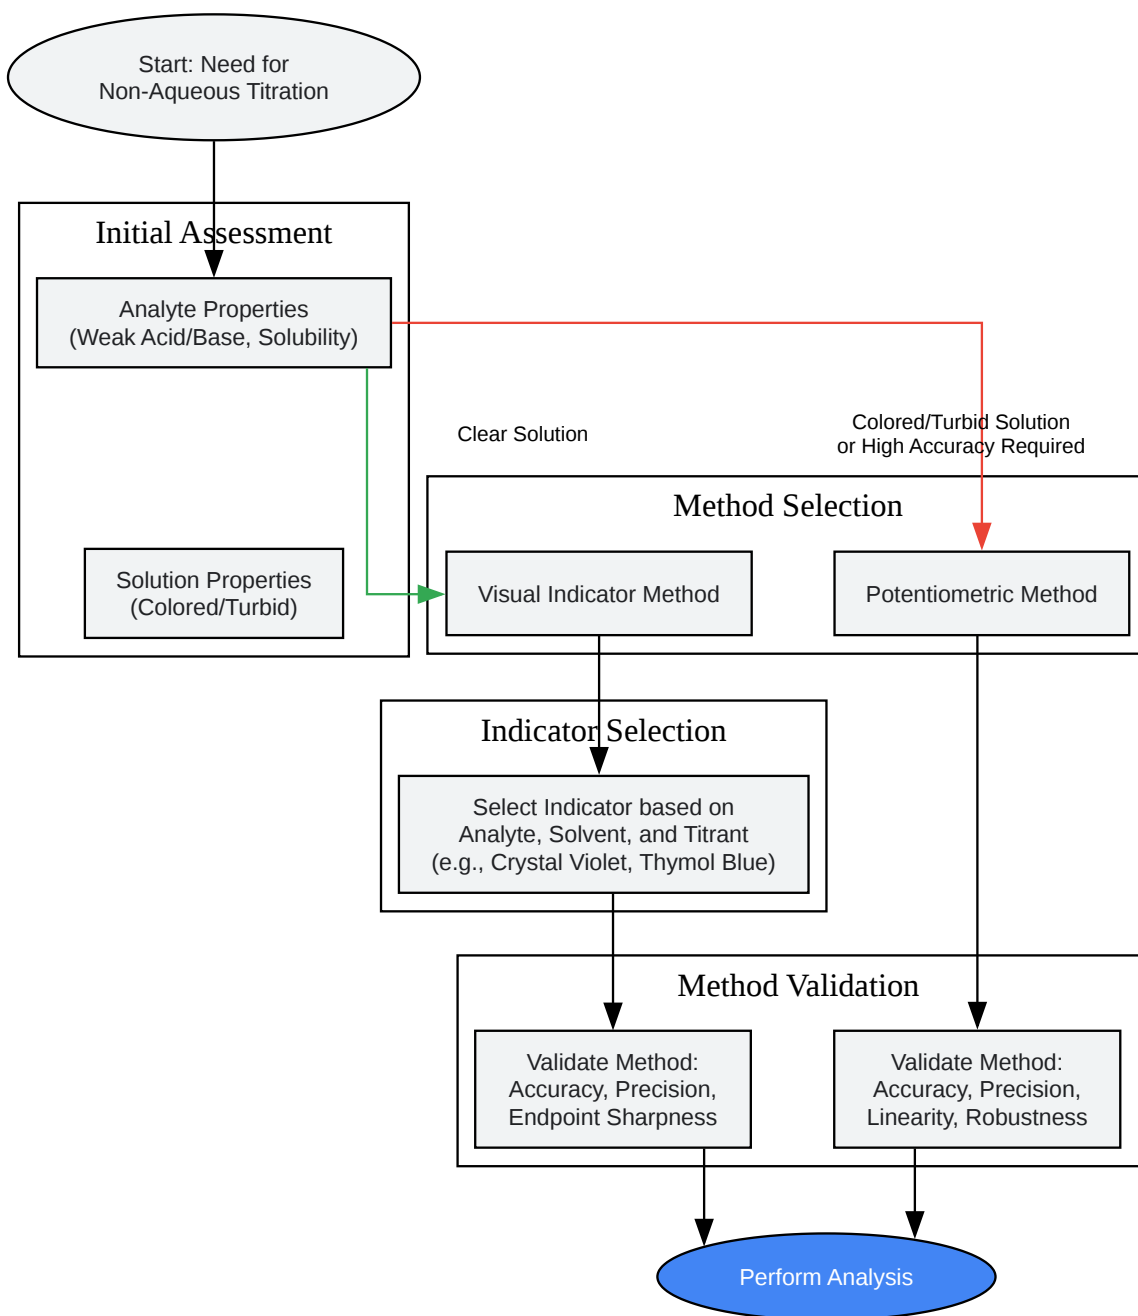 Start: Need for
Non-Aqueous Titration
Initial Assessment
Analyte Properties
(Weak Acid/Base, Solubility)
Clear Solution
Colored/Turbid Solution
or High Accuracy Required
Method Selection
Solution Properties
(Colored/Turbid)
Visual Indicator Method
Potentiometric Method
Indicator Selection
Select Indicator based on
Analyte, Solvent, and Titrant
(e.g., Crystal Violet, Thymol Blue)
Method Validation
Validate Method:
Accuracy, Precision,
Endpoint Sharpness
Validate Method:
Accuracy, Precision,
Linearity, Robustness
Perform Analysis